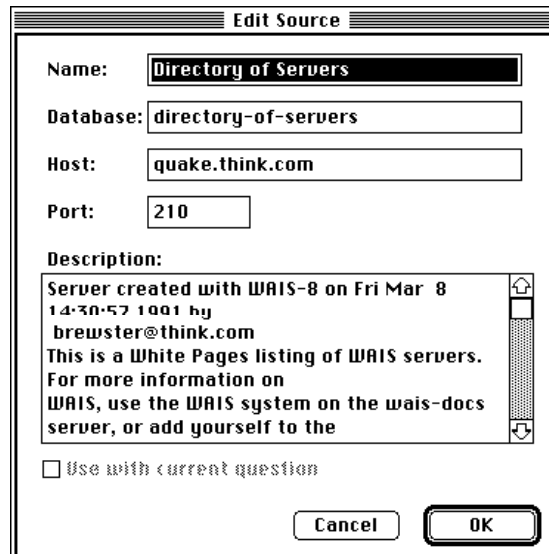 Edit Source
Name: Directory of Servers
Database: directory-of-servers
Host: quake.think.com
Port: 210
Description:
Server created with WAIS-8 on Fri Mar 8
14:30:57 1991 by
brewster@think.com
This is a White Pages listing of WAIS servers.
For more information on
WAIS, use the WAIS system on the wais-docs
server, or add yourself to the
Use with current question
Cancel OK